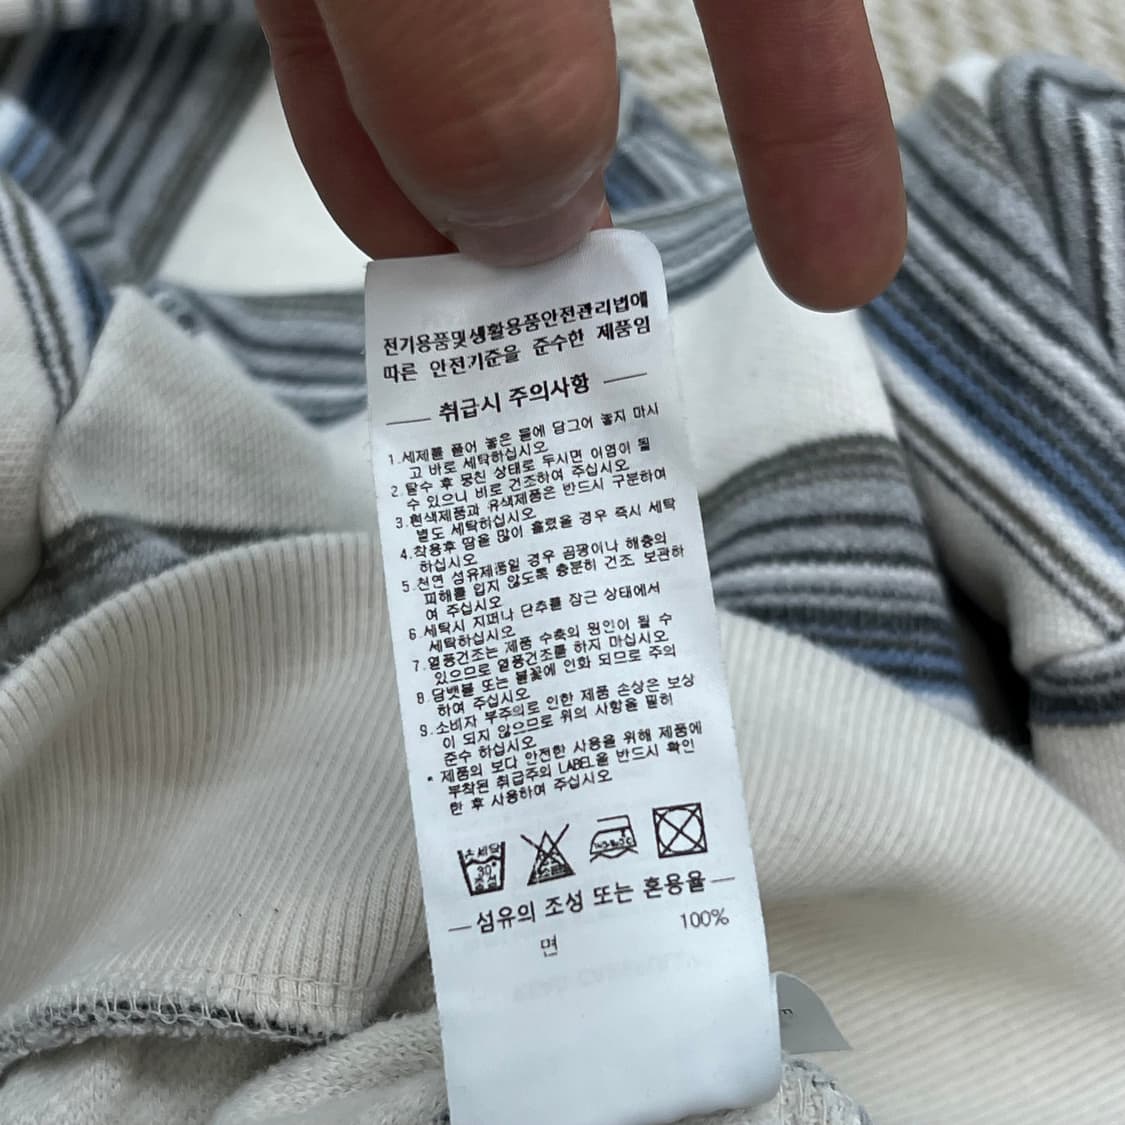 전기용품및생활용품안전관리법에
따른 안전기준을 준수한 제품임
취급시 주의사항
1.세제를 풀어 놓은 물에 담그어 놓지 마시
고 바로 세탁하십시오
2.탈수 후 뭉친 상태로 두시면 이염이 될
수 있으니 바로 건조하여 주십시오
3.흰색제품과 유색제품은 반드시 구분하여
별도 세탁하십시오
4.착용후 땀을 많이 흘렸을 경우 즉시 세탁
하십시오
5.천연 섬유제품일 경우 곰팡이나 해충의
피해를 입지 않도록 충분히 건조 보관하
여 주십시오
6.세탁시 지퍼나 단추를 잠근 상태에서
세탁하십시오
7.열풍건조는 제품 수축의 원인이 될 수
있으므로 열풍건조를 하지 마십시오
8.담뱃불 또는 불꽃에 인화 되므로 주의
하여 주십시오
9.소비자 부주의로 인한 제품 손상은 보상
이 되지 않으므로 위의 사항을 필히
준수 하십시오
* 제품의 보다 안전한 사용을 위해 제품에
부착된 취급주의 LABEL을 반드시 확인
한 후 사용하여 주십시오
30°
중성
섬유의 조성 또는 혼용율
면 100%